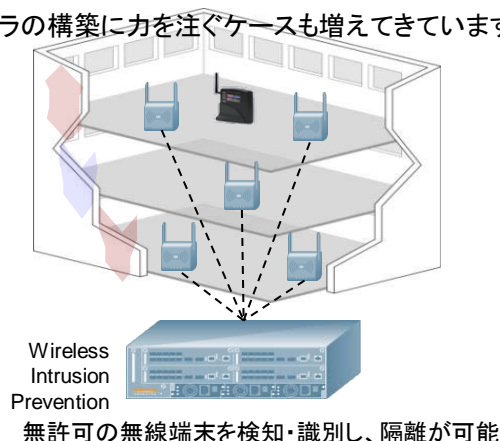 ラの構築に力を注ぐケースも増えてきています
Wireless
Intrusion
Prevention
無許可の無線端末を検知・識別し、隔離が可能